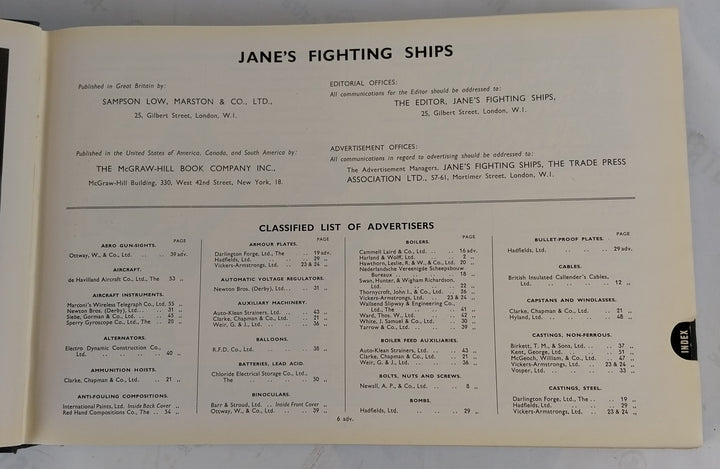 JANE'S FIGHTING SHIPS
Published in Great Britain by:
SAMPSON LOW, MARSTON & CO., LTD.,
25, Gilbert Street, London, W.1.
EDITORIAL OFFICES:
All communications for the Editor should be addressed to:
THE EDITOR, JANE'S FIGHTING SHIPS,
25, Gilbert Street, London, W.1.
Published in the United States of America, Canada, and South America by:
THE McGRAW-HILL BOOK COMPANY INC.,
McGraw-Hill Building, 330, West 42nd Street, New York, 18.
ADVERTISEMENT OFFICES:
All communications in regard to advertising should be addressed to:
The Advertisement Managers, JANE'S FIGHTING SHIPS, THE TRADE PRESS
ASSOCIATION LTD., 57-61, Mortimer Street, London, W.1.
CLASSIFIED LIST OF ADVERTISERS
PAGE
AERO GUN-SIGHTS.
Ottway, W., & Co., Ltd. .. 39 adv.
AIRCRAFT.
de Havilland Aircraft Co., Ltd., The 53 ,,
AIRCRAFT INSTRUMENTS.
Marconi's Wireless Telegraph Co., Ltd. 55 ,,
Newton Bros. (Derby), Ltd. .. .. 31 ,,
Siebe, Gorman & Co., Ltd. .. .. 45 ,,
Sperry Gyroscope Co., Ltd., The .. 20 ,,
ALTERNATORS.
Electro Dynamic Construction Co.,
Ltd. .. .. .. .. 40 ,,
AMMUNITION HOISTS.
Clarke, Chapman & Co., Ltd. .. 21 ,,
ANTI-FOULING COMPOSITIONS.
International Paints, Ltd. Inside Back Cover ,,
Red Hand Compositions Co., The .. 54 ,,
PAGE
ARMOUR PLATES.
Darlington Forge, Ltd., The .. 19 adv.
Hadfields, Ltd. .. .. .. 29 ,,
Vickers-Armstrongs, Ltd. .. 23 & 24 ,,
AUTOMATIC VOLTAGE REGULATORS.
Newton Bros. (Derby), Ltd. .. .. 31 ,,
AUXILIARY MACHINERY.
Auto-Klean Strainers, Ltd. .. .. 43 ,,
Clarke, Chapman & Co., Ltd. .. 21 ,,
Weir, G. & J., Ltd. .. .. .. 36 ,,
BALLOONS.
R.F.D. Co., Ltd. .. .. .. 38 ,,
BATTERIES, LEAD ACID.
Chloride Electrical Storage Co., Ltd.,
The .. .. .. .. 50 ,,
BINOCULARS.
Barr & Stroud, Ltd. .. Inside Front Cover ,,
Ottway, W., & Co., Ltd. .. .. 39 ,,
PAGE
BOILERS.
Cammell Laird & Co., Ltd. .. .. 16 adv.
Harland & Wolff, Ltd. .. .. 2 ,,
Hawthorn, Leslie, R. & W., & Co., Ltd. 20 ,,
Nederlandsche Vereenigde Scheepsbouw
Bureaux .. .. .. .. 18 ,,
Swan, Hunter, & Wigham Richardson,
Ltd. .. .. .. .. 22 ,,
Thornycroft, John I., & Co., Ltd. .. 26 ,,
Vickers-Armstrongs, Ltd. .. 23 & 24 ,,
Wallsend Slipway & Engineering Co.,
Ltd., The .. .. .. .. 41 ,,
Ward, Thos. W., Ltd. .. .. 42 ,,
White, J. Samuel & Co., Ltd. .. 30 ,,
Yarrow & Co., Ltd. .. .. .. 39 ,,
BOILER FEED AUXILIARIES.
Auto-Klean Strainers, Ltd. .. .. 43 ,,
Clarke, Chapman & Co., Ltd. .. 21 ,,
Weir, G. & J., Ltd. .. .. .. 36 ,,
BOLTS, NUTS AND SCREWS.
Newall, A. P., & Co., Ltd. .. .. 8 ,,
BOMBS.
Hadfields, Ltd. .. .. .. 29 ,,
PAGE
BULLET-PROOF PLATES.
Hadfields, Ltd. .. .. .. 29 adv.
CABLES.
British Insulated Callender's Cables,
Ltd. .. .. .. .. 12 ,,
CAPSTANS AND WINDLASSES.
Clarke, Chapman & Co., Ltd. .. 21 ,,
Hyland, Ltd. .. .. .. .. 48 ,,
CASTINGS, NON-FERROUS.
Birkett, T. M., & Sons, Ltd. .. .. 37 ,,
Kent, George, Ltd. .. .. .. 51 ,,
McGeoch, William, & Co., Ltd. .. 47 ,,
Vickers-Armstrongs, Ltd. .. 23 & 24 ,,
Vosper, Ltd. .. .. .. .. 33 ,,
CASTINGS, STEEL.
Darlington Forge, Ltd., The .. .. 19 ,,
Hadfields, Ltd. .. .. .. 29 ,,
Vickers-Armstrongs, Ltd. .. 23 & 24 ,,
6 adv.
INDEX